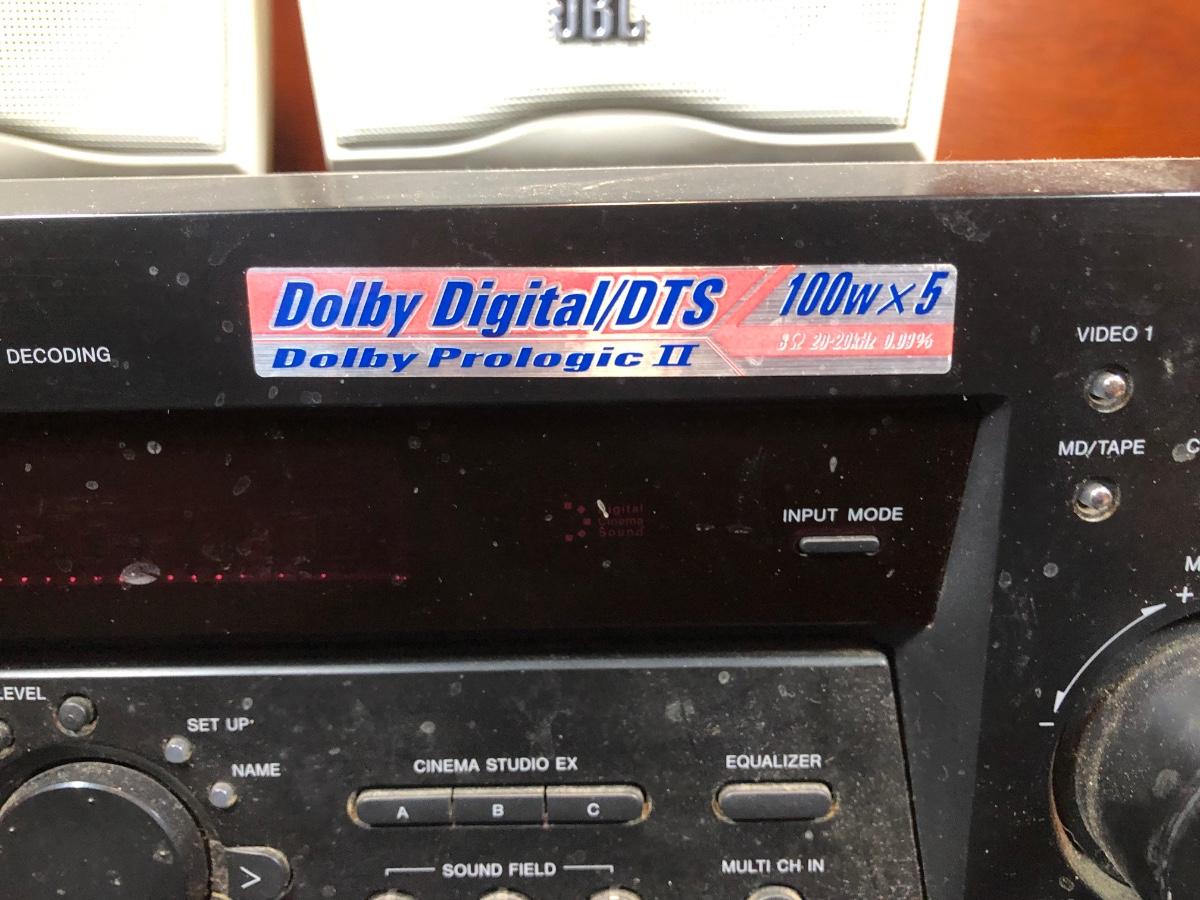 JBL
Dolby Digital/DTS
100w×5
8Ω 20-20kHz 0.09%
Dolby Prologic II
DECODING
VIDEO 1
MD/TAPE
Digital
Cinema
Sound
INPUT MODE
+
−
LEVEL
SET UP
NAME
CINEMA STUDIO EX
A
B
C
EQUALIZER
>
SOUND FIELD
MULTI CH IN